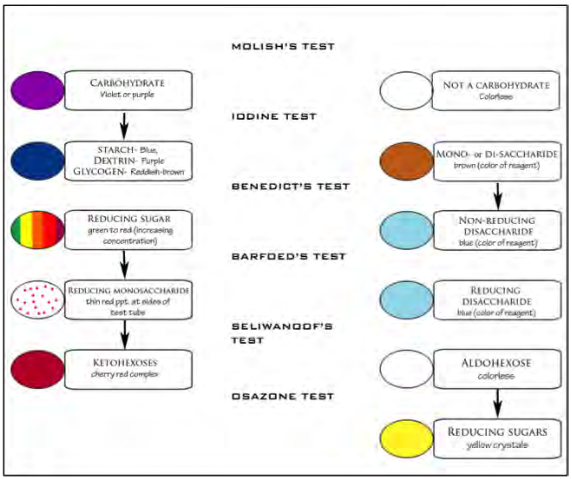 MOLISH'S TEST
CARBOHYDRATE
Violet or purple
NOT A CARBOHYDRATE
Colorless
IODINE TEST
STARCH- Blue,
DEXTRIN- Purple
GLYCOGEN- Reddish-brown
MONO- or DI-SACCHARIDE
brown (color of reagent)
BENEDICT'S TEST
REDUCING SUGAR
green to red (increasing
concentration)
NON-REDUCING
DISACCHARIDE
blue (color of reagent)
BARFOED'S TEST
REDUCING MONOSACCHARIDE
thin red ppt. at sides of
test tube
REDUCING
DISACCHARIDE
blue (color of reagent)
SELIWANOOF'S
TEST
KETOHEXOSES
cherry red complex
ALDOHEXOSE
colorless
OSAZONE TEST
REDUCING SUGARS
yellow crystals